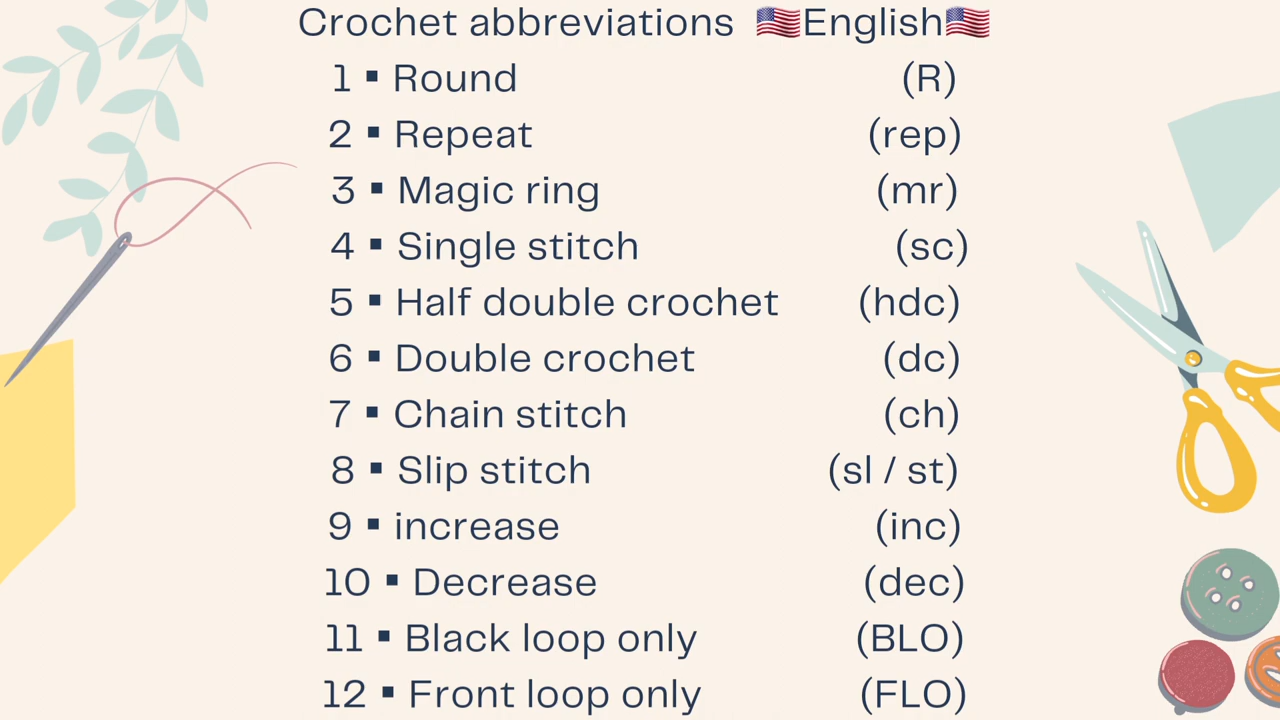 Crochet abbreviations 🇺🇸English🇺🇸
1 ▪ Round (R)
2 ▪ Repeat (rep)
3 ▪ Magic ring (mr)
4 ▪ Single stitch (sc)
5 ▪ Half double crochet (hdc)
6 ▪ Double crochet (dc)
7 ▪ Chain stitch (ch)
8 ▪ Slip stitch (sl / st)
9 ▪ increase (inc)
10 ▪ Decrease (dec)
11 ▪ Black loop only (BLO)
12 ▪ Front loop only (FLO)